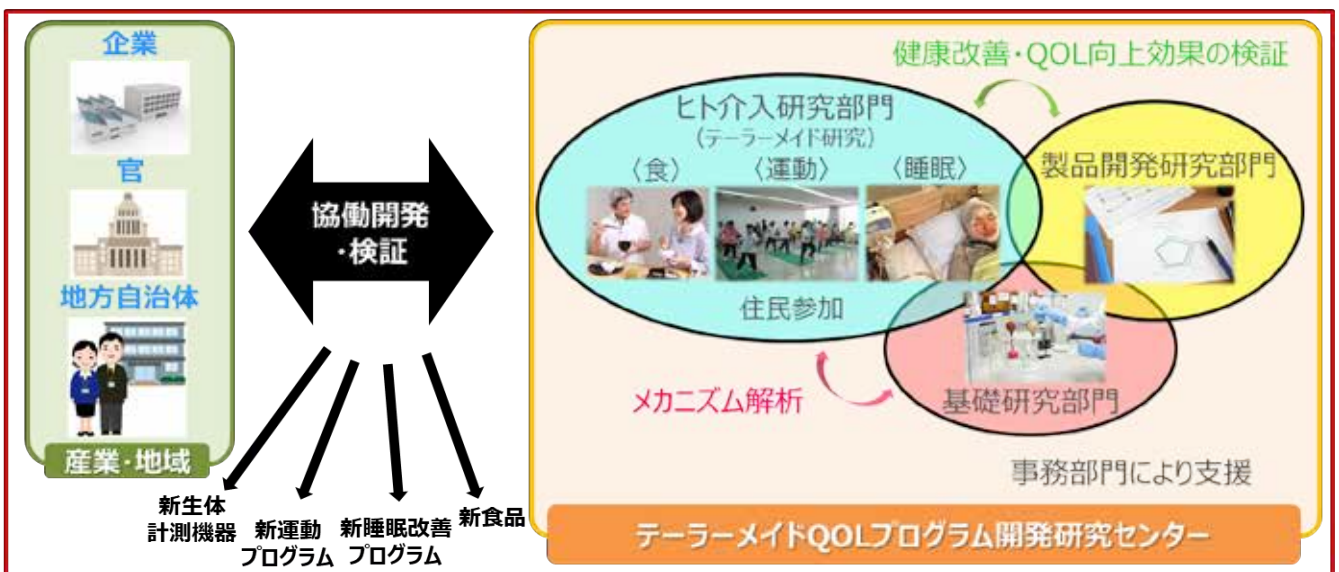 企業
官
地方自治体
産業・地域
協働開発
・検証
新生体
計測機器
新運動
プログラム
新睡眠改善
プログラム
新食品
健康改善・QOL向上効果の検証
ヒト介入研究部門
(テーラーメイド研究)
〈食〉
〈運動〉
〈睡眠〉
住民参加
製品開発研究部門
メカニズム解析
基礎研究部門
事務部門により支援
テーラーメイドQOLプログラム開発研究センター